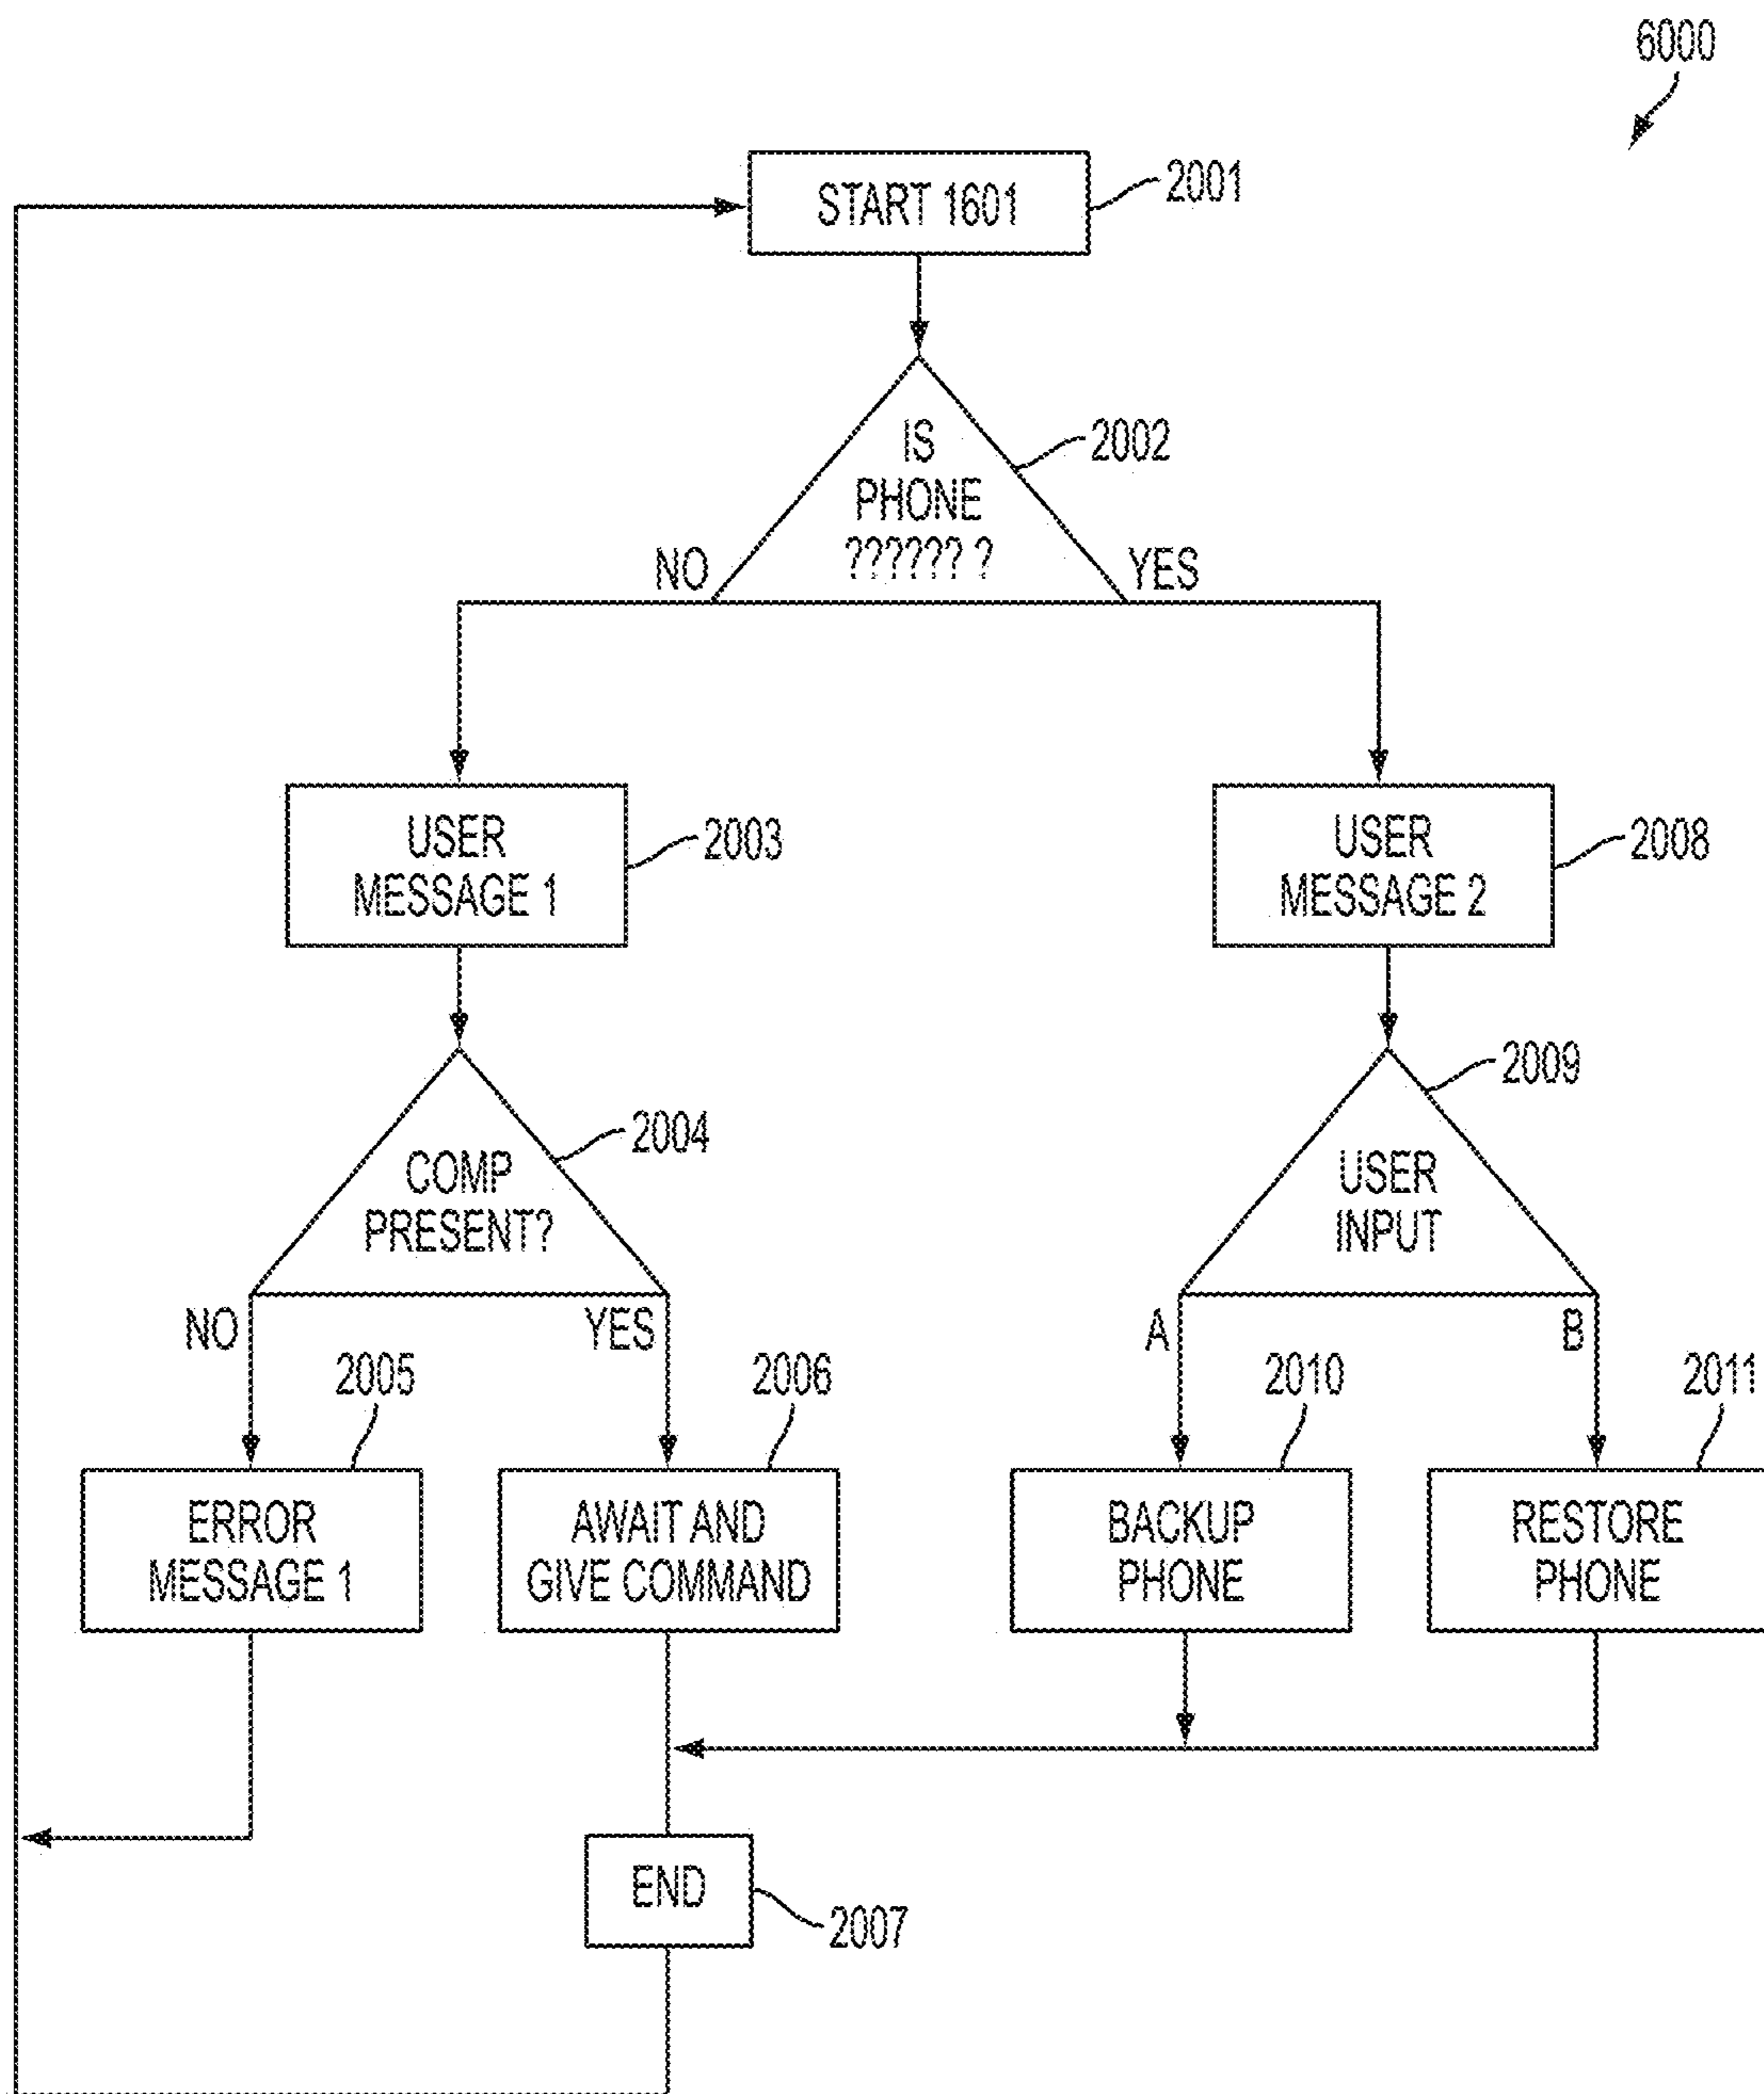 6000
START 1601
2001
IS
PHONE
?????? ?
2002
NO
YES
USER
MESSAGE 1
2003
USER
MESSAGE 2
2008
COMP
PRESENT?
2004
USER
INPUT
2009
NO
YES
A
B
2005
2006
2010
2011
ERROR
MESSAGE 1
AWAIT AND
GIVE COMMAND
BACKUP
PHONE
RESTORE
PHONE
END
2007